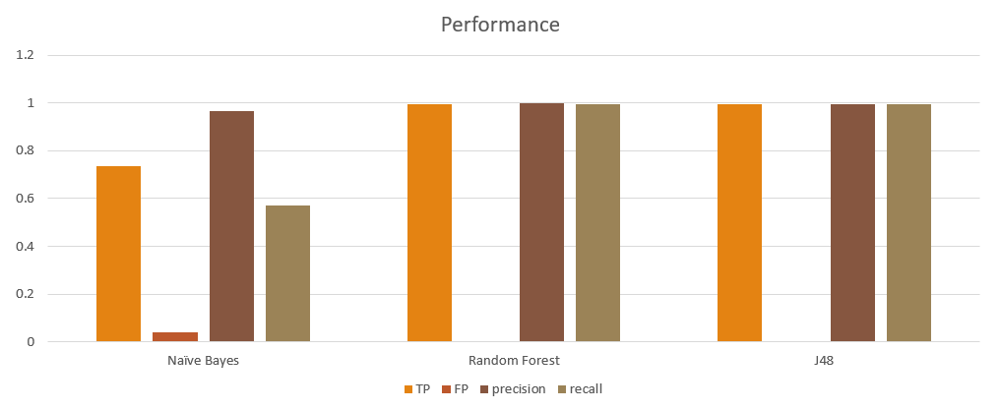 Performance
1.2
1
0.8
0.6
0.4
0.2
0
Naïve Bayes Random Forest J48
TP FP precision recall